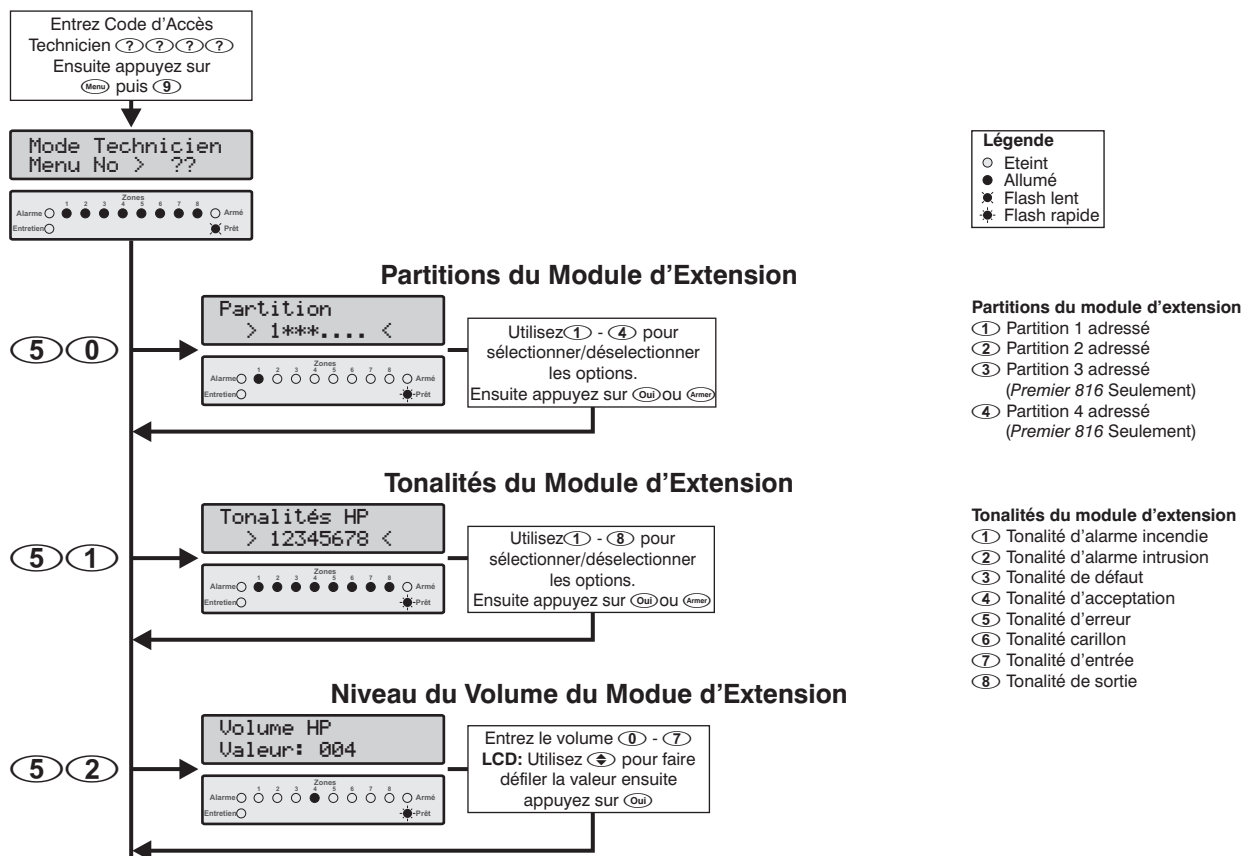 Entrez Code d'Accès
Technicien ? ? ? ?
Ensuite appuyez sur
Menu puis 9
Mode Technicien
Menu No > ??
Zones
1 2 3 4 5 6 7 8
Alarme Armé
Entretien Prêt
Légende
Eteint
Allumé
Flash lent
Flash rapide
Partitions du Module d'Extension
5 0
Partition
> 1***.... <
Zones
1 2 3 4 5 6 7 8
Alarme Armé
Entretien Prêt
Utilisez 1 - 4 pour
sélectionner/déselectionner
les options.
Ensuite appuyez sur Oui ou Armer
Partitions du module d'extension
1 Partition 1 adressé
2 Partition 2 adressé
3 Partition 3 adressé
(Premier 816 Seulement)
4 Partition 4 adressé
(Premier 816 Seulement)
Tonalités du Module d'Extension
5 1
Tonalités HP
> 12345678 <
Zones
1 2 3 4 5 6 7 8
Alarme Armé
Entretien Prêt
Utilisez 1 - 8 pour
sélectionner/déselectionner
les options.
Ensuite appuyez sur Oui ou Armer
Tonalités du module d'extension
1 Tonalité d'alarme incendie
2 Tonalité d'alarme intrusion
3 Tonalité de défaut
4 Tonalité d'acceptation
5 Tonalité d'erreur
6 Tonalité carillon
7 Tonalité d'entrée
8 Tonalité de sortie
Niveau du Volume du Modue d'Extension
5 2
Volume HP
Valeur: 004
Zones
1 2 3 4 5 6 7 8
Alarme Armé
Entretien Prêt
Entrez le volume 0 - 7
LCD: Utilisez pour faire
défiler la valeur ensuite
appuyez sur Oui